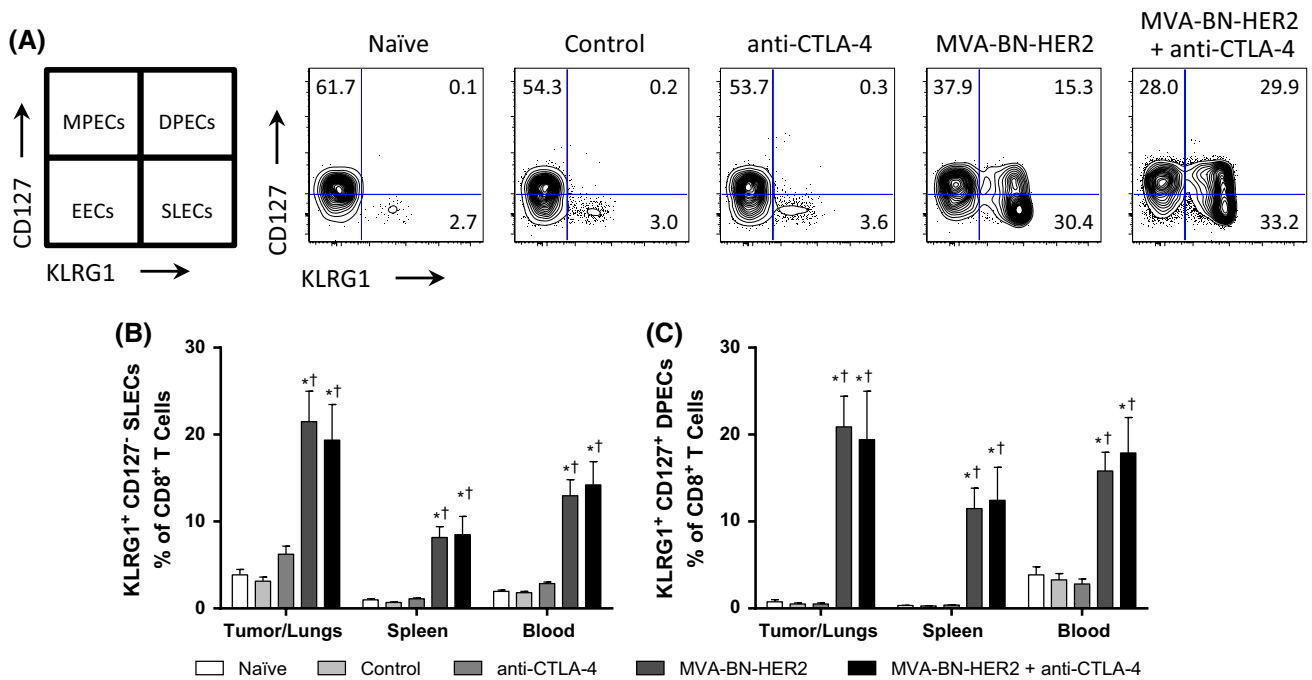 (A)
Naïve
Control
anti-CTLA-4
MVA-BN-HER2
MVA-BN-HER2
+ anti-CTLA-4
CD127
MPECs
DPECs
EECs
SLECs
KLRG1
CD127
KLRG1
61.7
0.1
2.7
54.3
0.2
3.0
53.7
0.3
3.6
37.9
15.3
30.4
28.0
29.9
33.2
(B)
KLRG1⁺ CD127⁻ SLECs
% of CD8⁺ T Cells
30
20
10
0
*†
*†
*†
*†
*†
*†
Tumor/Lungs
Spleen
Blood
(C)
KLRG1⁺ CD127⁺ DPECs
% of CD8⁺ T Cells
30
20
10
0
*†
*†
*†
*†
*†
*†
Tumor/Lungs
Spleen
Blood
Naïve
Control
anti-CTLA-4
MVA-BN-HER2
MVA-BN-HER2 + anti-CTLA-4